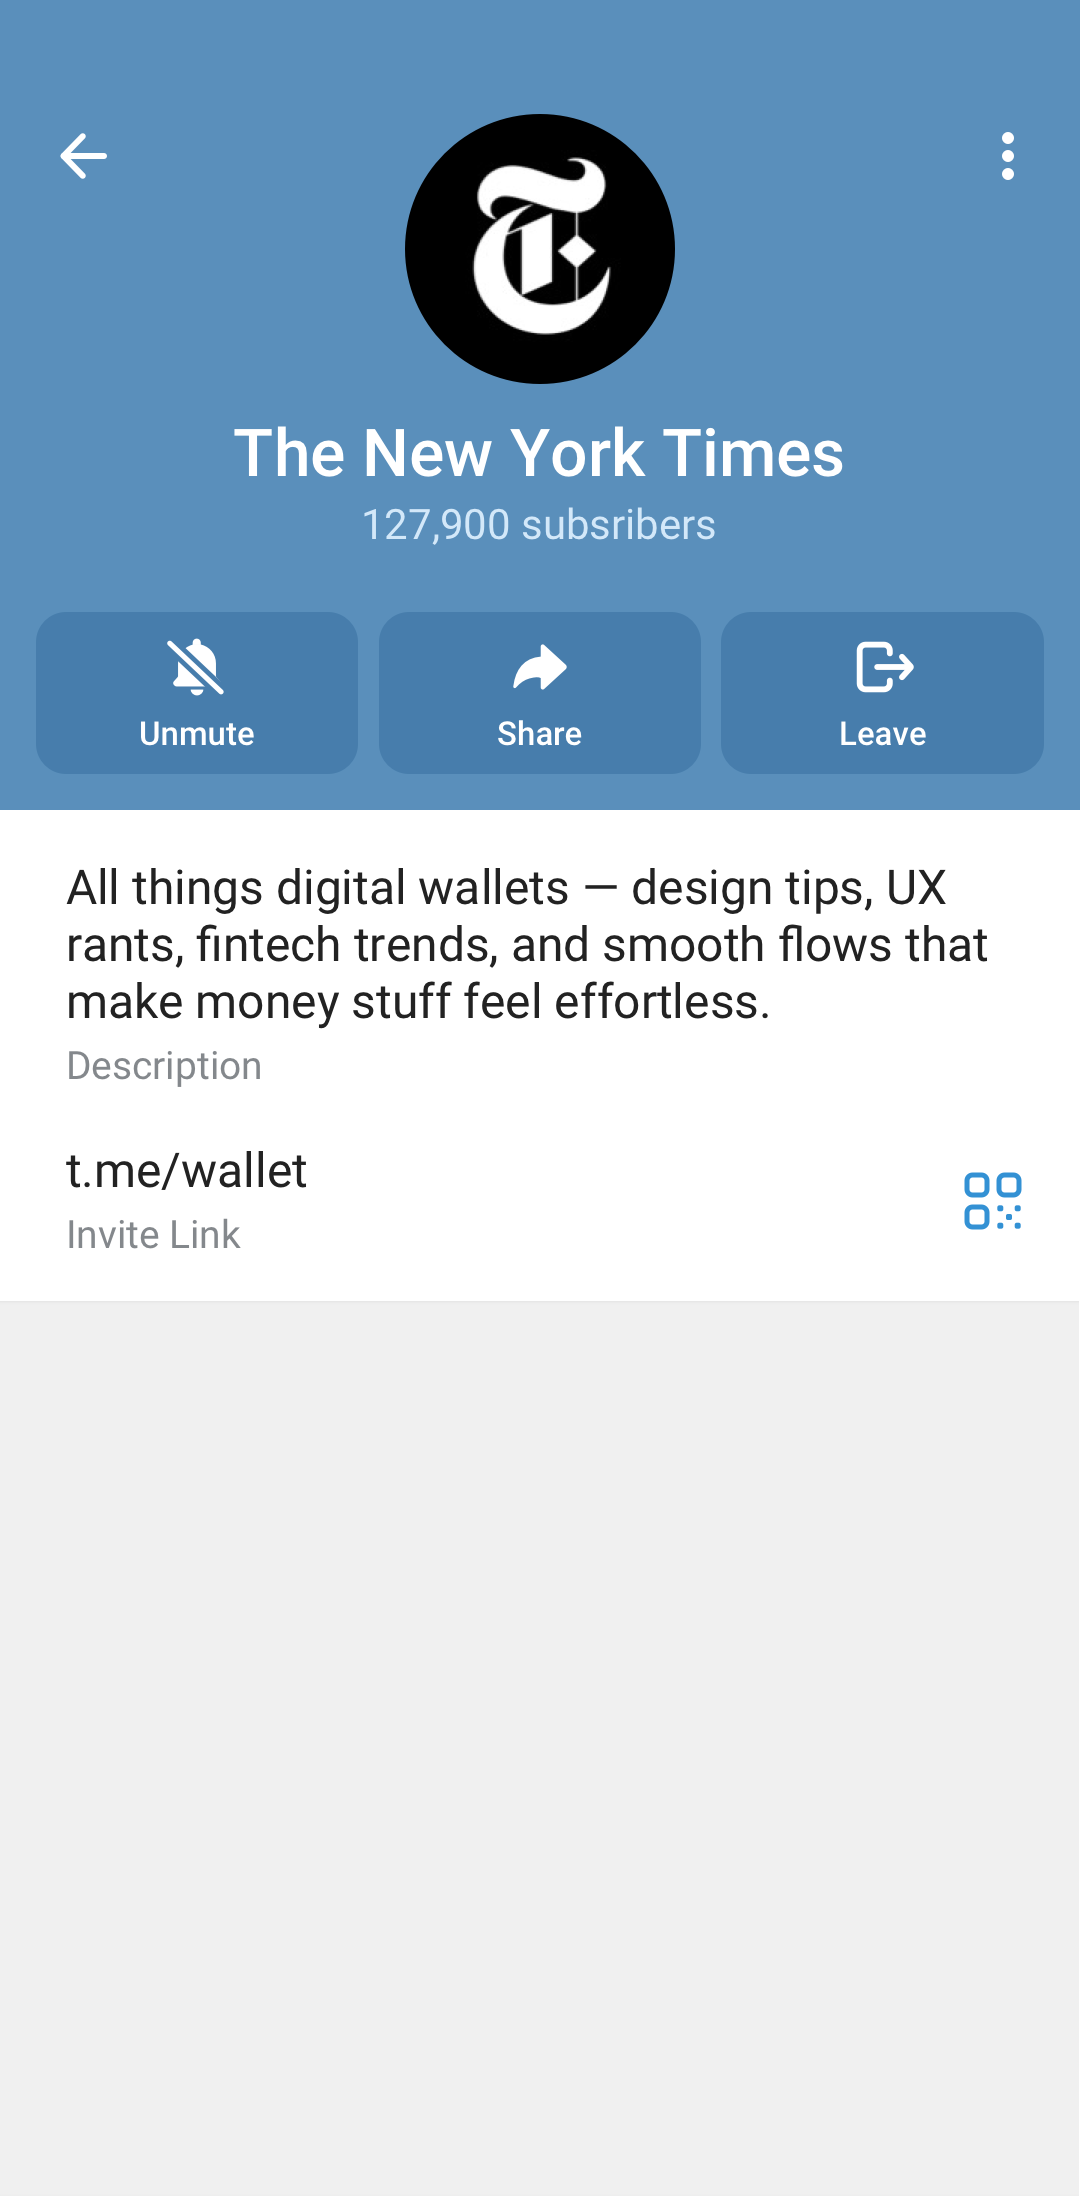 The New York Times
127,900 subsribers
Unmute
Share
Leave
All things digital wallets — design tips, UX
rants, fintech trends, and smooth flows that
make money stuff feel effortless.
Description
t.me/wallet
Invite Link